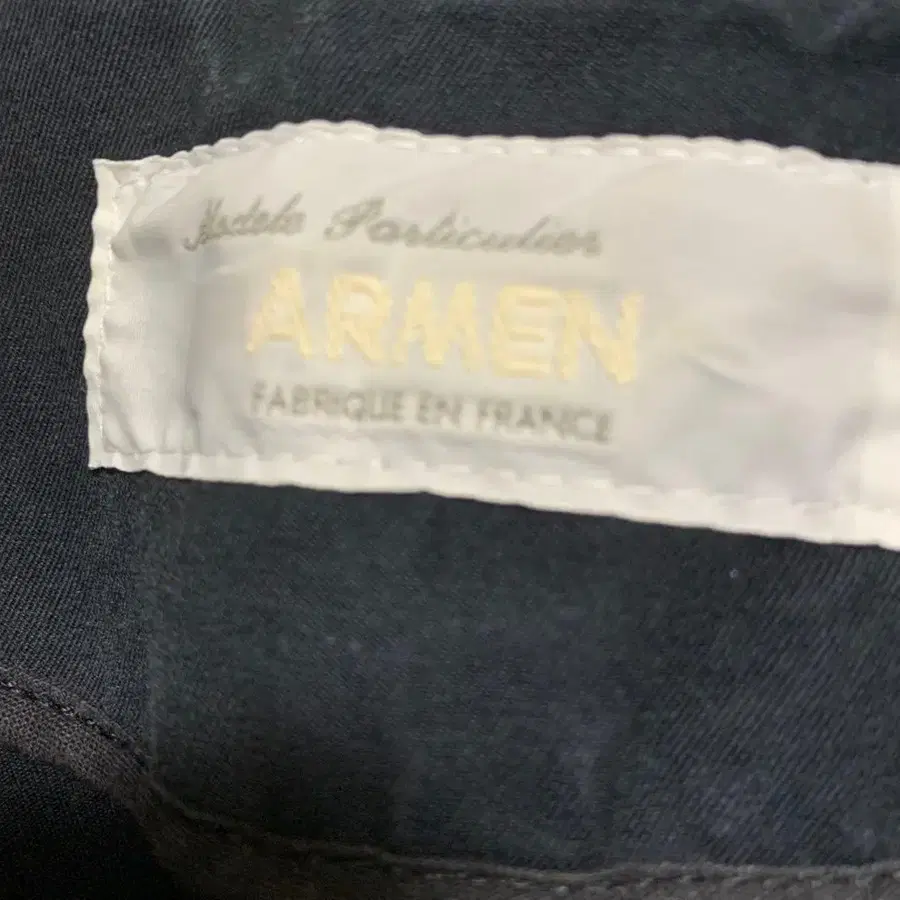 Modele Particulier
ARMEN
FABRIQUE EN FRANCE